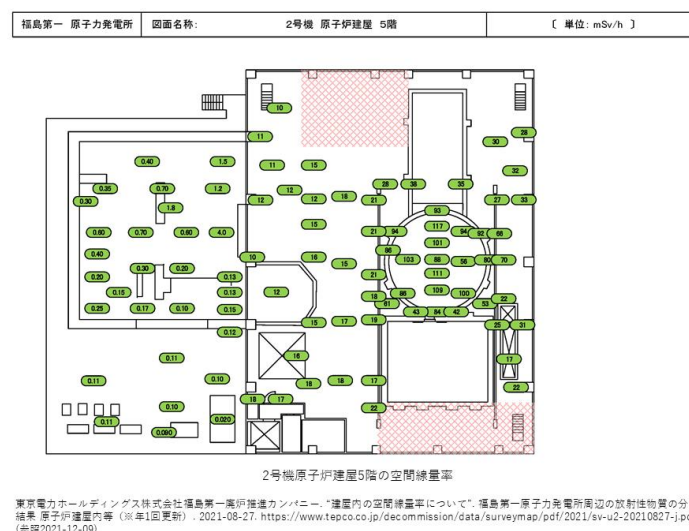 福島第一 原子力発電所 図面名称: 2号機 原子炉建屋 5階 〔 単位: mSv/h 〕
10
28
11
30
0.40 1.5 11 15
32
0.35 0.70 1.2 12 28 38 35
18
0.30 12 12 21 27 33
1.8 93
15 117
0.60 0.70 0.60 4.0 21 94 94 92 66
101
86
0.40 10 16 103 88 56 80 70
0.30 0.20 15
0.20 0.13 21 111
0.15 0.13 12 86 109 100
18 61 53 22
0.25 0.17 0.10 0.15 43 84 42
15 17 19 25 31
0.12
0.11 16 17
0.11 0.10 18 18 17 22
18 17
0.10 22
0.11 0.020
0.090
2号機原子炉建屋5階の空間線量率
東京電力ホールディングス株式会社福島第一廃炉推進カンパニー. “建屋内の空間線量率について”. 福島第一原子力発電所周辺の放射性物質の分
結果 原子炉建屋内等（※年1回更新）. 2021-08-27. https://www.tepco.co.jp/decommission/data/surveymap/pdf/2021/sv-u2-20210827-j.pd
(参照2021-12-09)